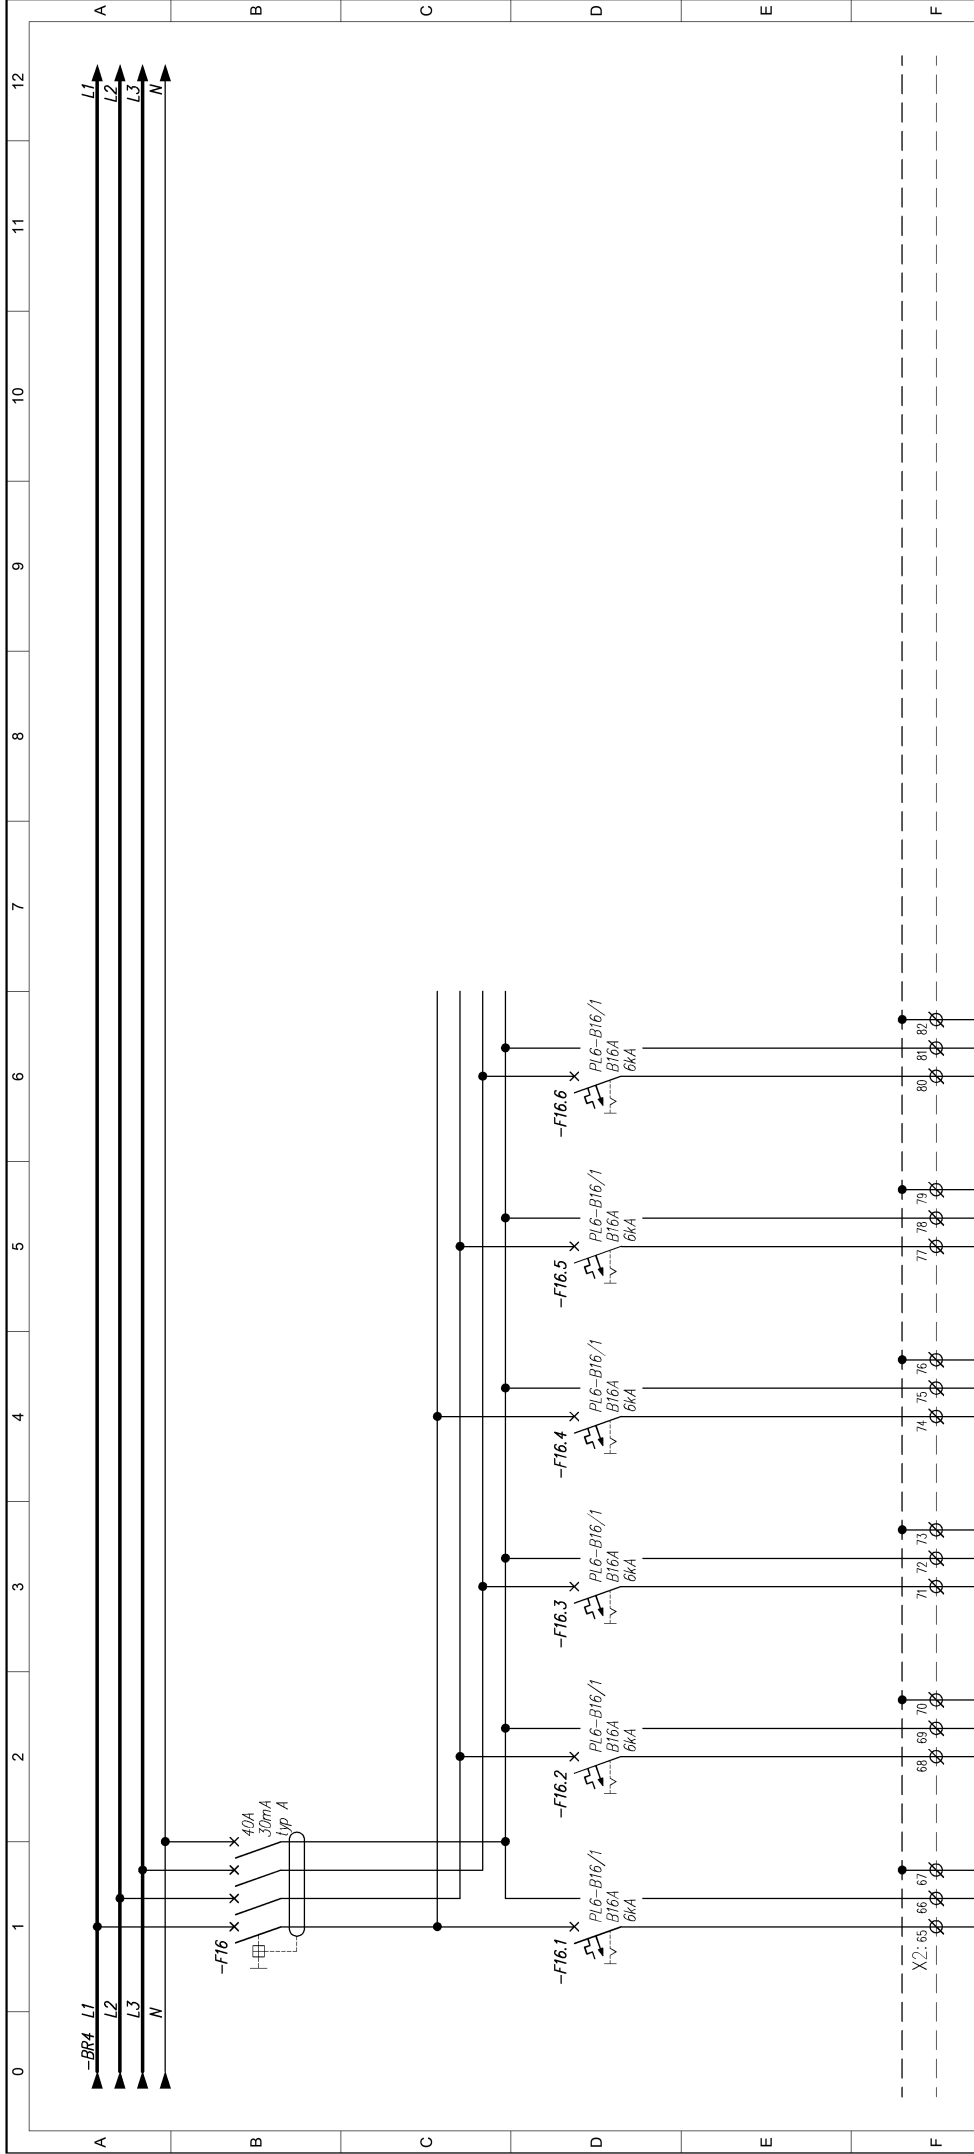 0 1 2 3 4 5 6 7 8 9 10 11 12
A
A
B
B
C
C
D
D
E
E
F
F
-BR4
L1
L1
L2
L2
L3
L3
N
N
-F16
40A
30mA
typ A
-F16.1
PL6-B16/1
B16A
6kA
-F16.2
PL6-B16/1
B16A
6kA
-F16.3
PL6-B16/1
B16A
6kA
-F16.4
PL6-B16/1
B16A
6kA
-F16.5
PL6-B16/1
B16A
6kA
-F16.6
PL6-B16/1
B16A
6kA
X2: 65 66 67 68 69 70 71 72 73 74 75 76 77 78 79 80 81 82